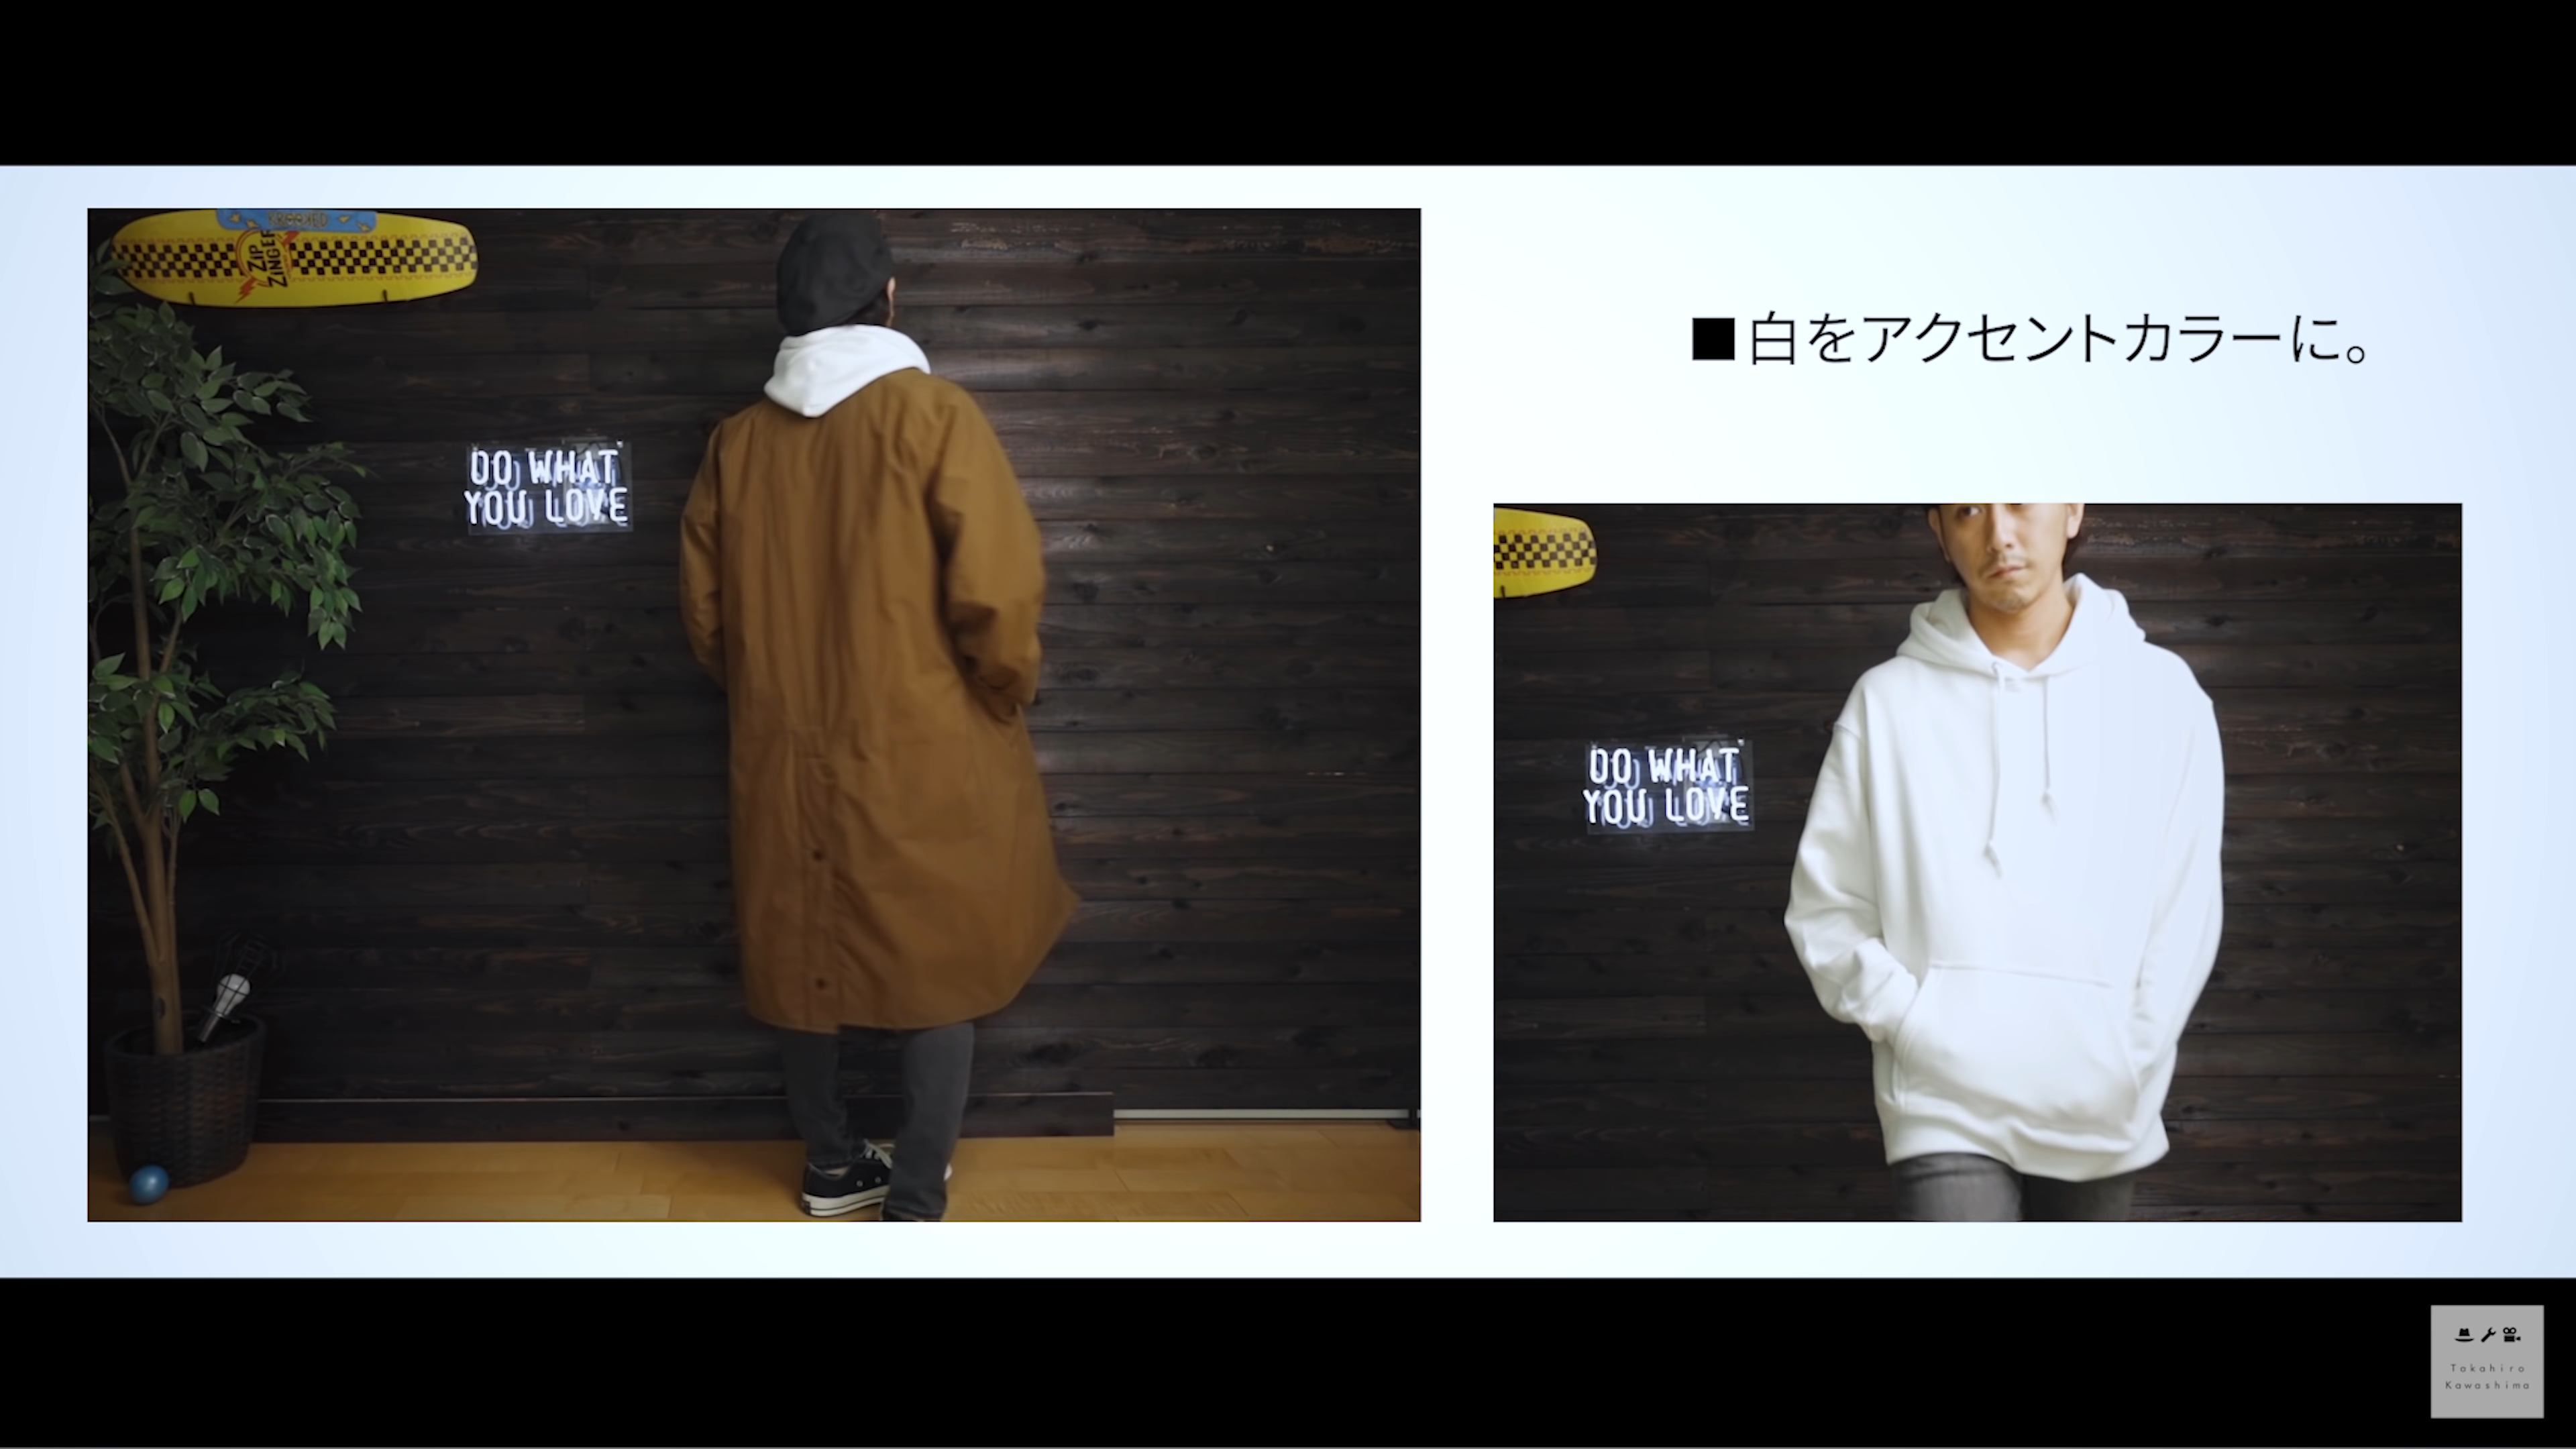 KROOKED
ZIP
ZINGER
DO WHAT
YOU LOVE
■白をアクセントカラーに。
DO WHAT
YOU LOVE
Takahiro
Kawashima